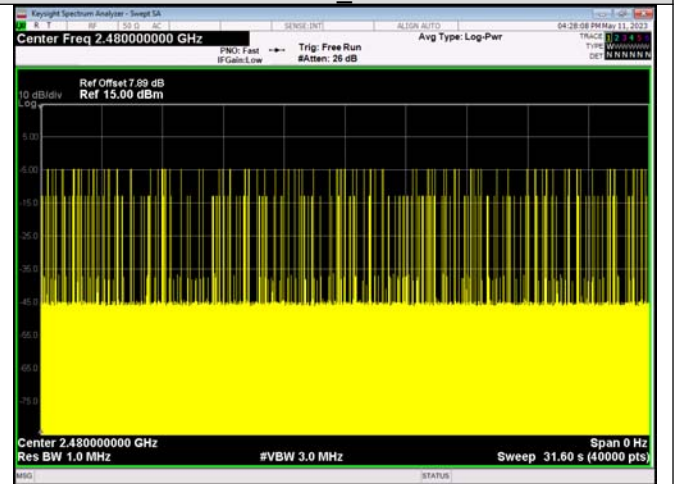 Keysight Spectrum Analyzer - Swept SA
R T RF 50 Ω AC SENSE:INT ALIGN AUTO 04:28:08 PM May 11, 2023
Center Freq 2.480000000 GHz Avg Type: Log-Pwr TRACE 1 2 3 4 5 6
PNO: Fast Trig: Free Run TYPE WWWWWW
IFGain:Low #Atten: 26 dB DET N N N N N N
Ref Offset 7.89 dB
10 dB/div Ref 15.00 dBm
Log
5.00
-5.00
-15.0
-25.0
-35.0
-45.0
-55.0
-65.0
-75.0
Center 2.480000000 GHz Span 0 Hz
Res BW 1.0 MHz #VBW 3.0 MHz Sweep 31.60 s (40000 pts)
MSG STATUS